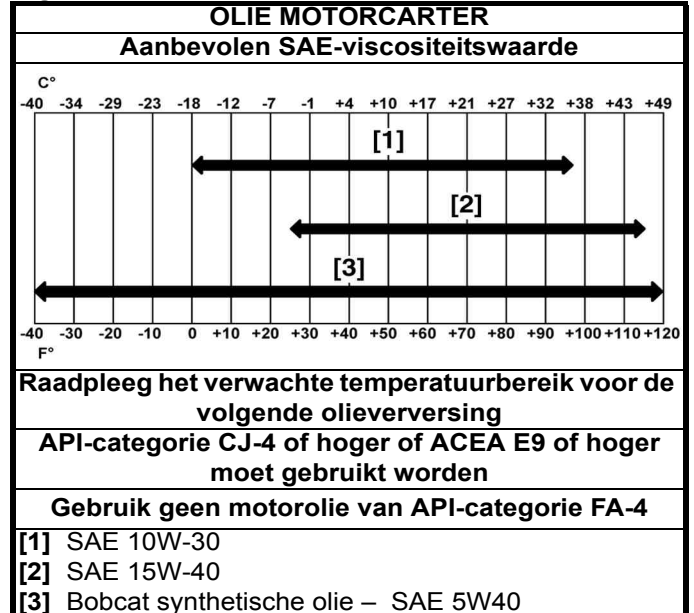 OLIE MOTORCARTER
Aanbevolen SAE-viscositeitswaarde
C°
-40 -34 -29 -23 -18 -12 -7 -1 +4 +10 +17 +21 +27 +32 +38 +43 +49
[1]
[2]
[3]
-40 -30 -20 -10 0 +10 +20 +30 +40 +50 +60 +70 +80 +90 +100 +110 +120
F°
Raadpleeg het verwachte temperatuurbereik voor de
volgende olieverversing
API-categorie CJ-4 of hoger of ACEA E9 of hoger
moet gebruikt worden
Gebruik geen motorolie van API-categorie FA-4
[1] SAE 10W-30
[2] SAE 15W-40
[3] Bobcat synthetische olie – SAE 5W40